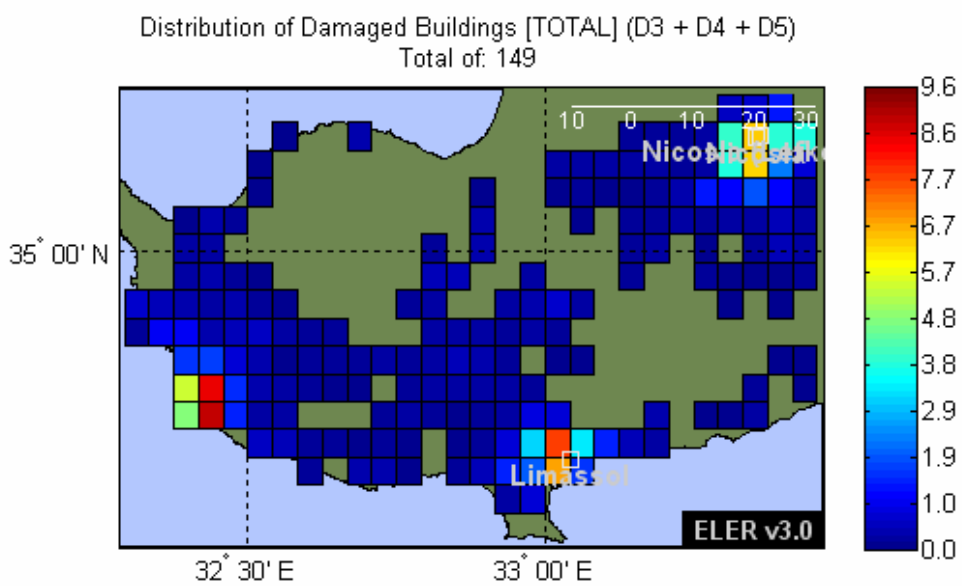 Distribution of Damaged Buildings [TOTAL] (D3 + D4 + D5)
Total of: 149
10 0 10 20 30
Nicosia
35° 00' N
Limassol
ELER v3.0
32° 30' E 33° 00' E
9.6
8.6
7.7
6.7
5.7
4.8
3.8
2.9
1.9
1.0
0.0